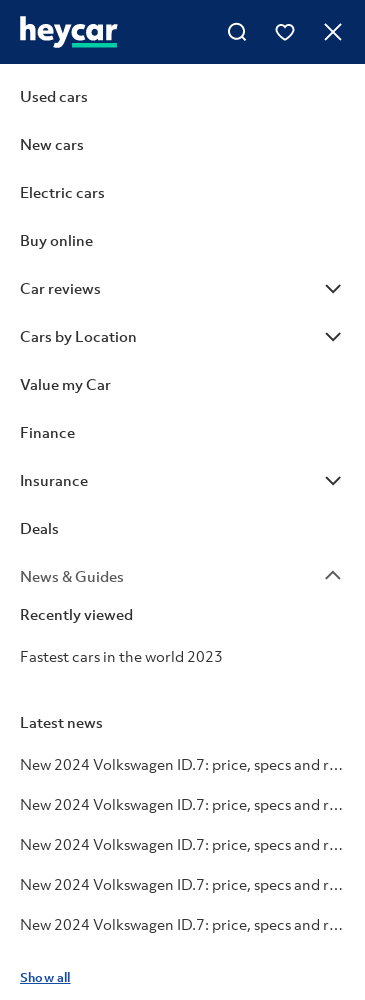 heycar
Used cars
New cars
Electric cars
Buy online
Car reviews
Cars by Location
Value my Car
Finance
Insurance
Deals
News & Guides
Recently viewed
Fastest cars in the world 2023
Latest news
New 2024 Volkswagen ID.7: price, specs and r...
New 2024 Volkswagen ID.7: price, specs and r...
New 2024 Volkswagen ID.7: price, specs and r...
New 2024 Volkswagen ID.7: price, specs and r...
New 2024 Volkswagen ID.7: price, specs and r...
Show all